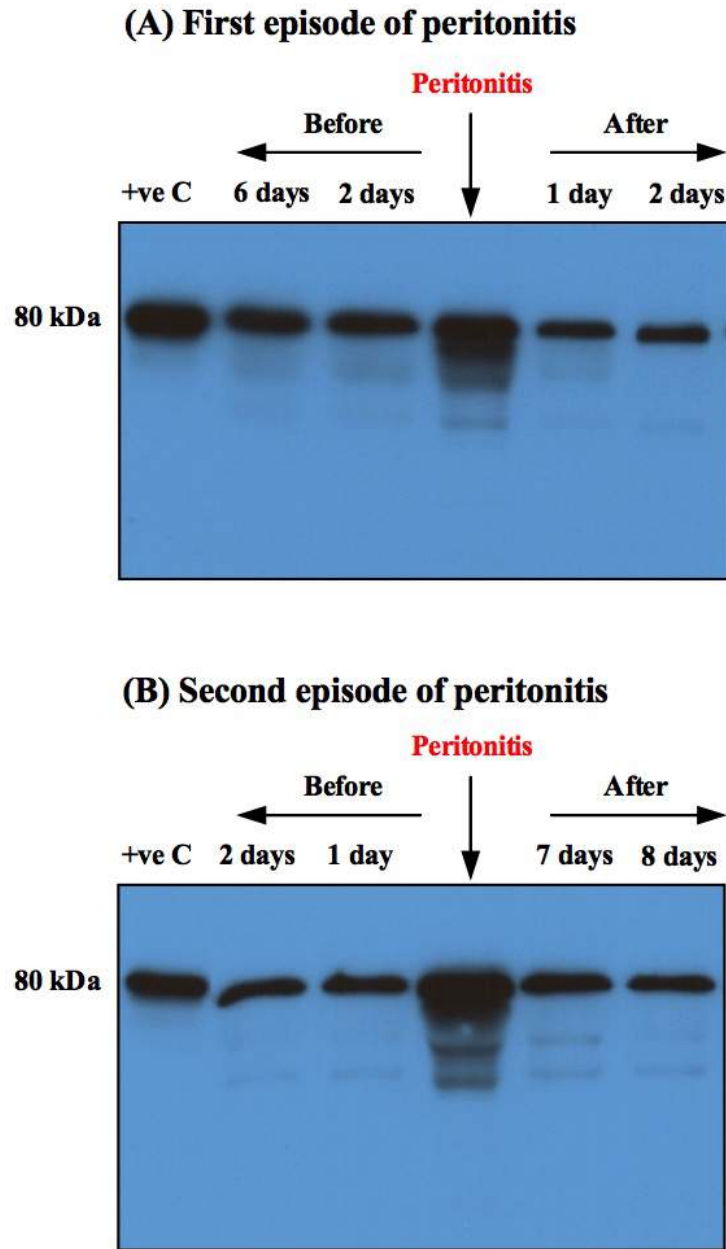 (A) First episode of peritonitis
Peritonitis
Before After
+ve C 6 days 2 days 1 day 2 days
80 kDa
(B) Second episode of peritonitis
Peritonitis
Before After
+ve C 2 days 1 day 7 days 8 days
80 kDa